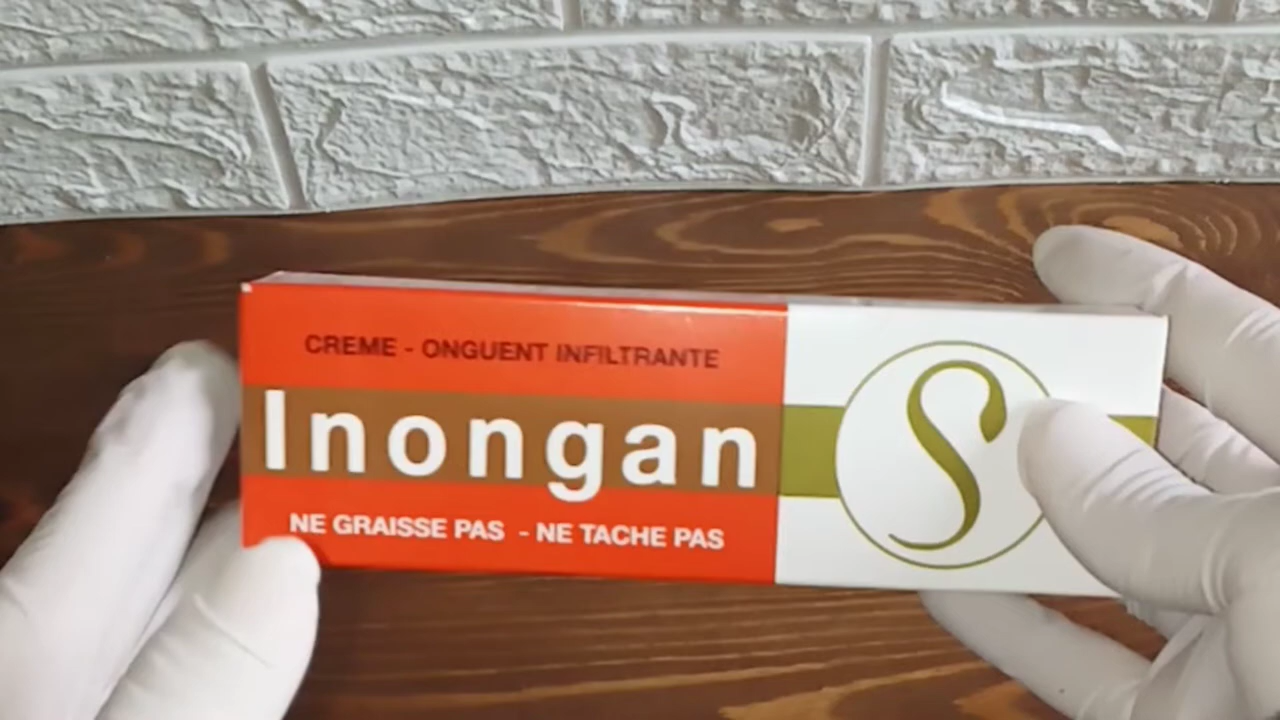 CREME - ONGUENT INFILTRANTE
Inongan
NE GRAISSE PAS - NE TACHE PAS
S